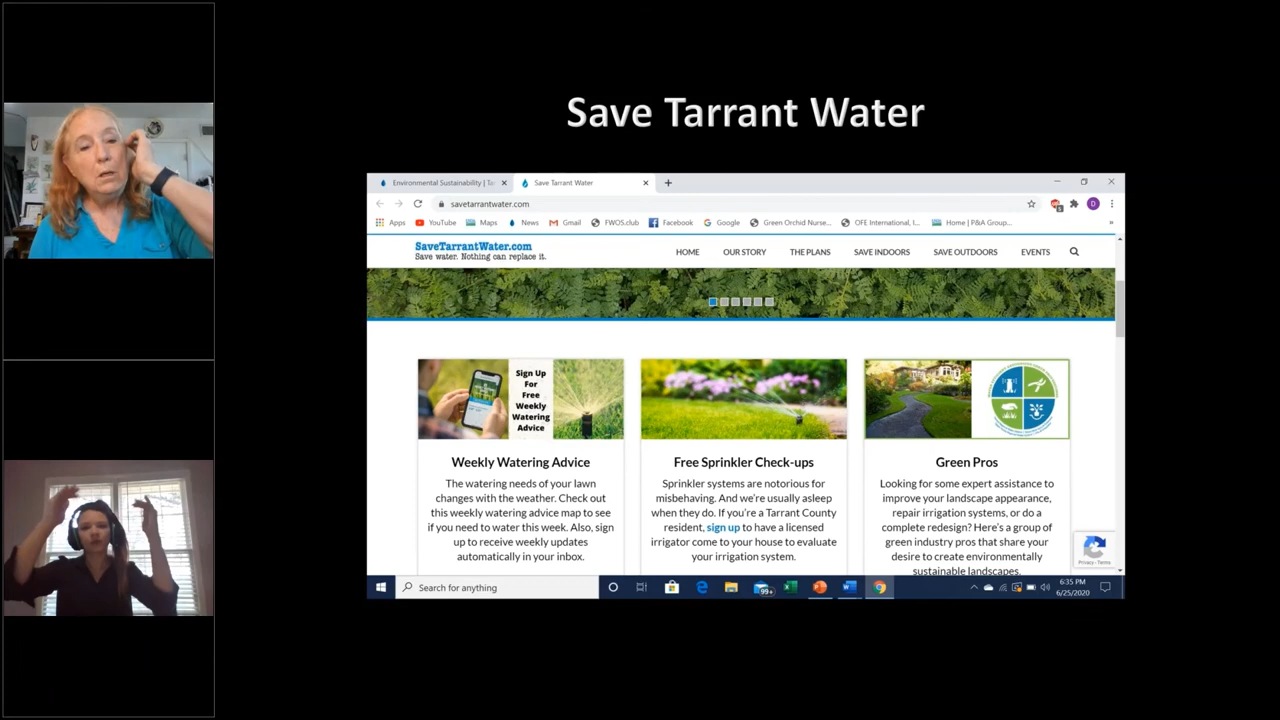 Save Tarrant Water
Environmental Sustainability | Ta
Save Tarrant Water
savetarrantwater.com
Apps
YouTube
Maps
News
Gmail
FWOS.club
Facebook
Google
Green Orchid Nurse...
OFE International, I...
Home | P&A Group...
»
D
SaveTarrantWater.com
Save water. Nothing can replace it.
HOME
OUR STORY
THE PLANS
SAVE INDOORS
SAVE OUTDOORS
EVENTS
Sign Up
For
Free
Weekly
Watering
Advice
Weekly Watering Advice
The watering needs of your lawn
changes with the weather. Check out
this weekly watering advice map to see
if you need to water this week. Also, sign
up to receive weekly updates
automatically in your inbox.
Free Sprinkler Check-ups
Sprinkler systems are notorious for
misbehaving. And we're usually asleep
when they do. If you're a Tarrant County
resident, sign up to have a licensed
irrigator come to your house to evaluate
your irrigation system.
Green Pros
Looking for some expert assistance to
improve your landscape appearance,
repair irrigation systems, or do a
complete redesign? Here's a group of
green industry pros that share your
desire to create environmentally
sustainable landscapes.
Privacy - Terms
Search for anything
99+
6:35 PM
6/25/2020